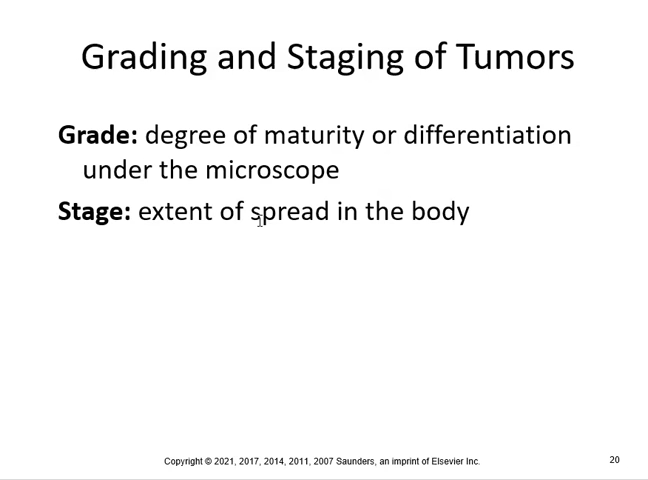 Grading and Staging of Tumors
Grade: degree of maturity or differentiation
under the microscope
Stage: extent of spread in the body
Copyright © 2021, 2017, 2014, 2011, 2007 Saunders, an imprint of Elsevier Inc.
20